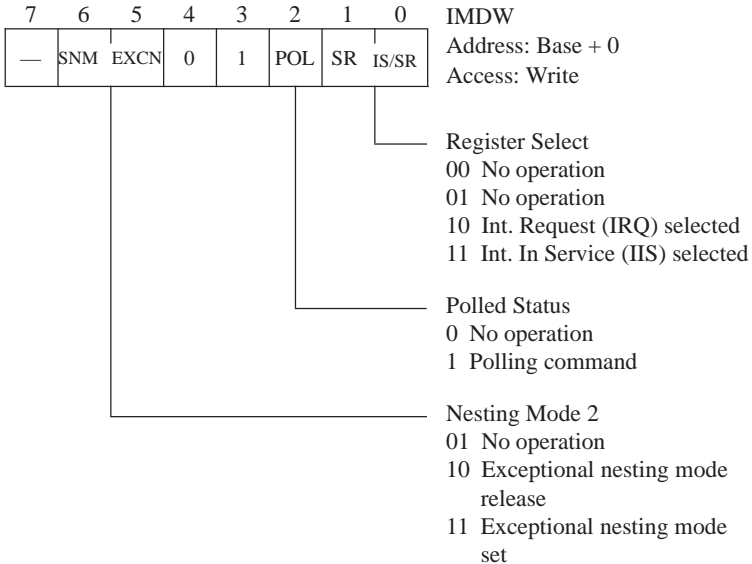 7 6 5 4 3 2 1 0 IMDW
— SNM EXCN 0 1 POL SR IS/SR
Address: Base + 0
Access: Write
Register Select
00 No operation
01 No operation
10 Int. Request (IRQ) selected
11 Int. In Service (IIS) selected
Polled Status
0 No operation
1 Polling command
Nesting Mode 2
01 No operation
10 Exceptional nesting mode
release
11 Exceptional nesting mode
set